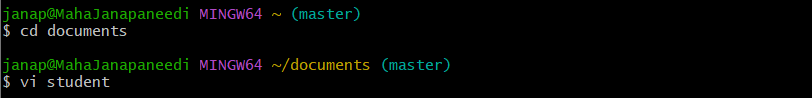 janap@MahaJanapaneedi MINGW64 ~ (master)
$ cd documents
janap@MahaJanapaneedi MINGW64 ~/documents (master)
$ vi student